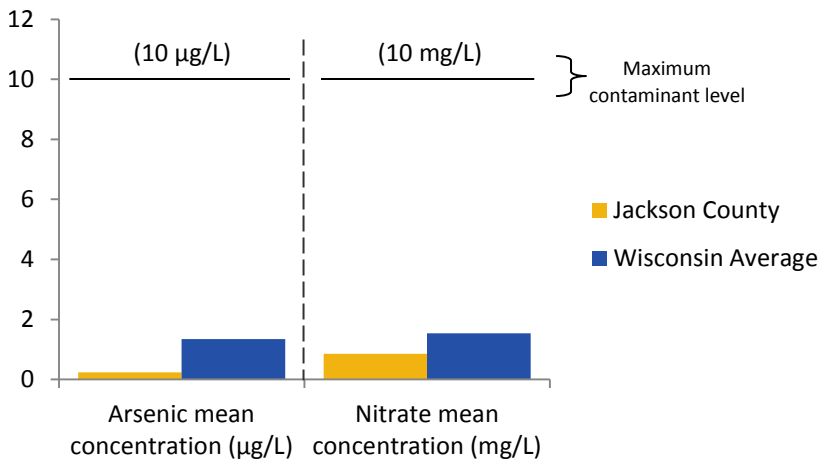 12
10
8
6
4
2
0
(10 µg/L)
(10 mg/L)
Maximum
contaminant level
Jackson County
Wisconsin Average
Arsenic mean
concentration (µg/L)
Nitrate mean
concentration (mg/L)